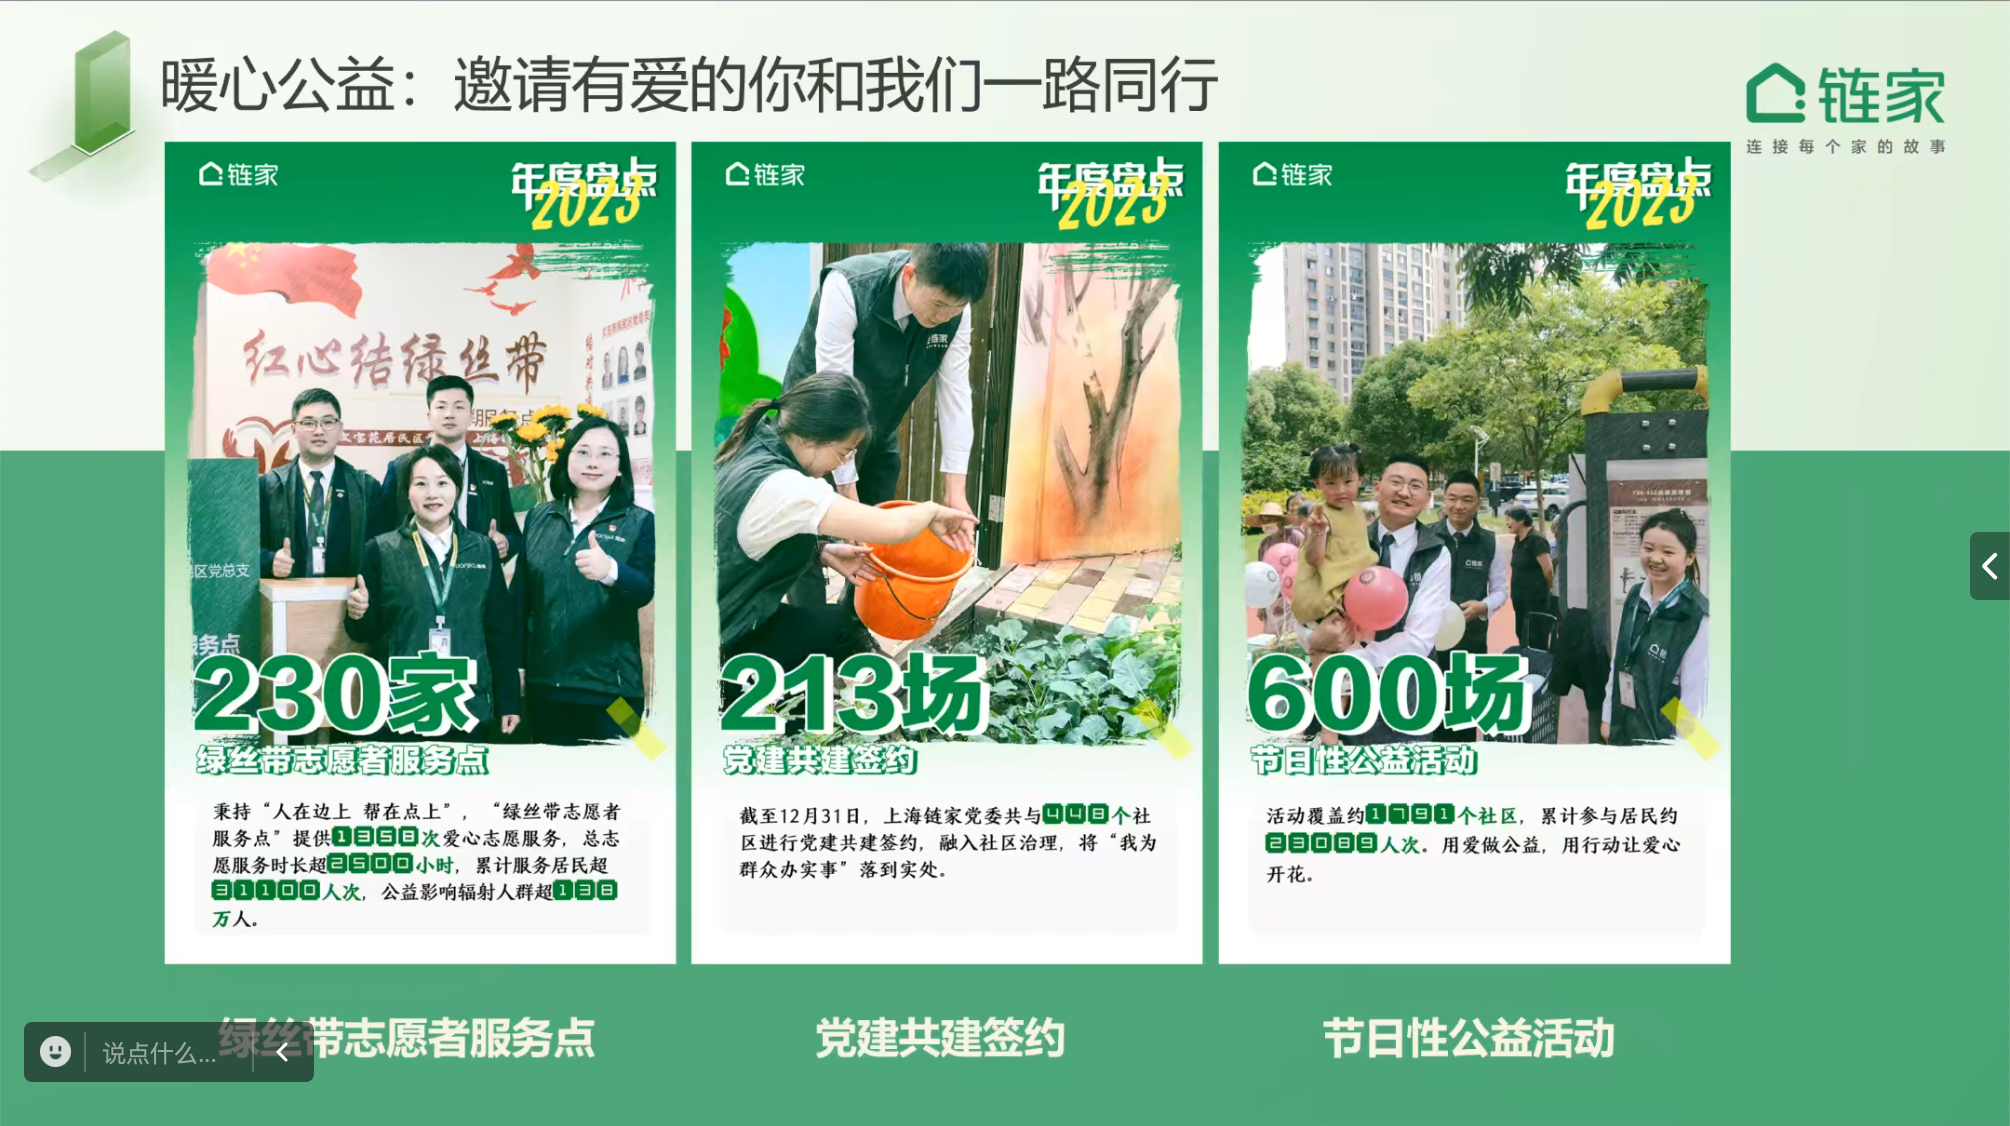 暖心公益：邀请有爱的你和我们一路同行
链家
连接每个家的故事
链家
年度盘点
2023
红心结绿丝带
区党总支
服务点
230家
绿丝带志愿者服务点
秉持“人在边上 帮在点上”，“绿丝带志愿者
服务点”提供1358次爱心志愿服务，总志
愿服务时长超2500小时，累计服务居民超
31100人次，公益影响辐射人群超138
万人。
链家
年度盘点
2023
链家
213场
党建共建签约
截至12月31日，上海链家党委共与448个社
区进行党建共建签约，融入社区治理，将“我为
群众办实事”落到实处。
链家
年度盘点
2023
600场
节日性公益活动
活动覆盖约1791个社区，累计参与居民约
23089人次。用爱做公益，用行动让爱心
开花。
绿丝带志愿者服务点
党建共建签约
节日性公益活动
说点什么...